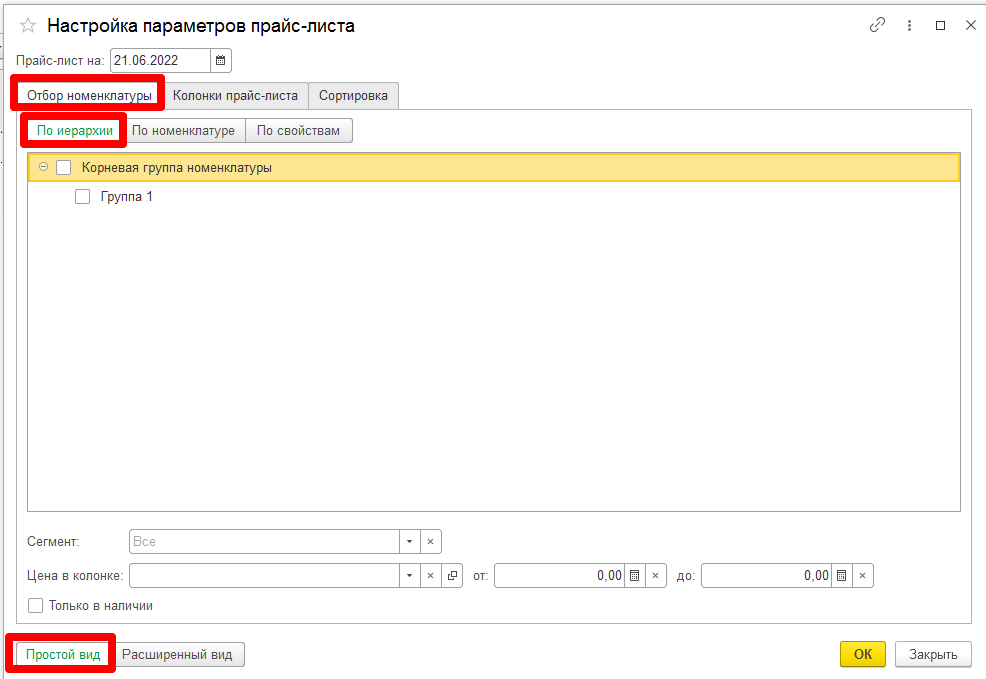 Настройка параметров прайс-листа
Прайс-лист на: 21.06.2022
Отбор номенклатуры Колонки прайс-листа Сортировка
По иерархии По номенклатуре По свойствам
Корневая группа номенклатуры
Группа 1
Сегмент: Все
Цена в колонке: от: 0,00 до: 0,00
Только в наличии
Простой вид Расширенный вид ОК Закрыть